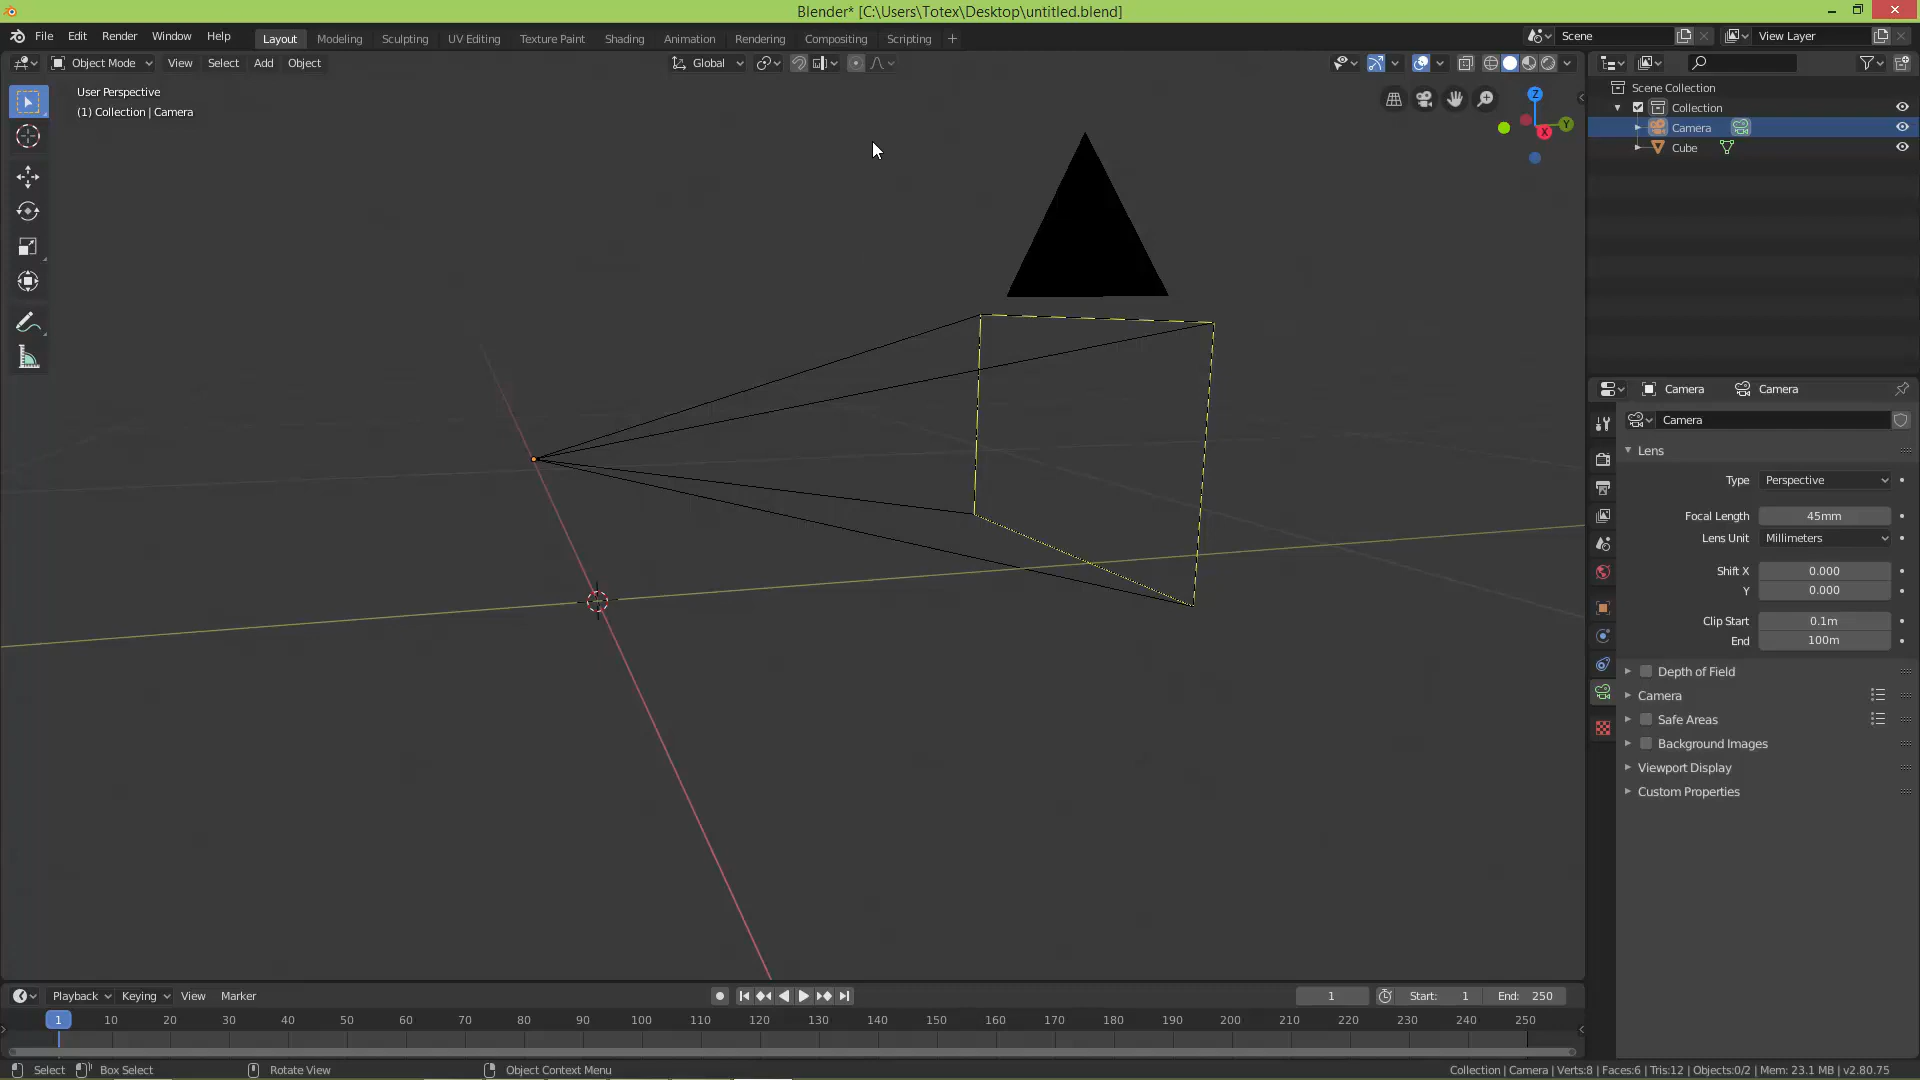 Blender* [C:\Users\Totex\Desktop\untitled.blend]
File Edit Render Window Help
Layout Modeling Sculpting UV Editing Texture Paint Shading Animation Rendering Compositing Scripting +
Scene
View Layer
Object Mode View Select Add Object
Global
User Perspective
(1) Collection | Camera
Z
Y
X
Scene Collection
Collection
Camera
Cube
Camera Camera
Camera
Lens
Type Perspective
Focal Length 45mm
Lens Unit Millimeters
Shift X 0.000
Y 0.000
Clip Start 0.1m
End 100m
Depth of Field
Camera
Safe Areas
Background Images
Viewport Display
Custom Properties
Playback Keying View Marker
1 Start: 1 End: 250
1 10 20 30 40 50 60 70 80 90 100 110 120 130 140 150 160 170 180 190 200 210 220 230 240 250
Select Box Select Rotate View Object Context Menu
Collection | Camera | Verts:8 | Faces:6 | Tris:12 | Objects:0/2 | Mem: 23.1 MB | v2.80.75